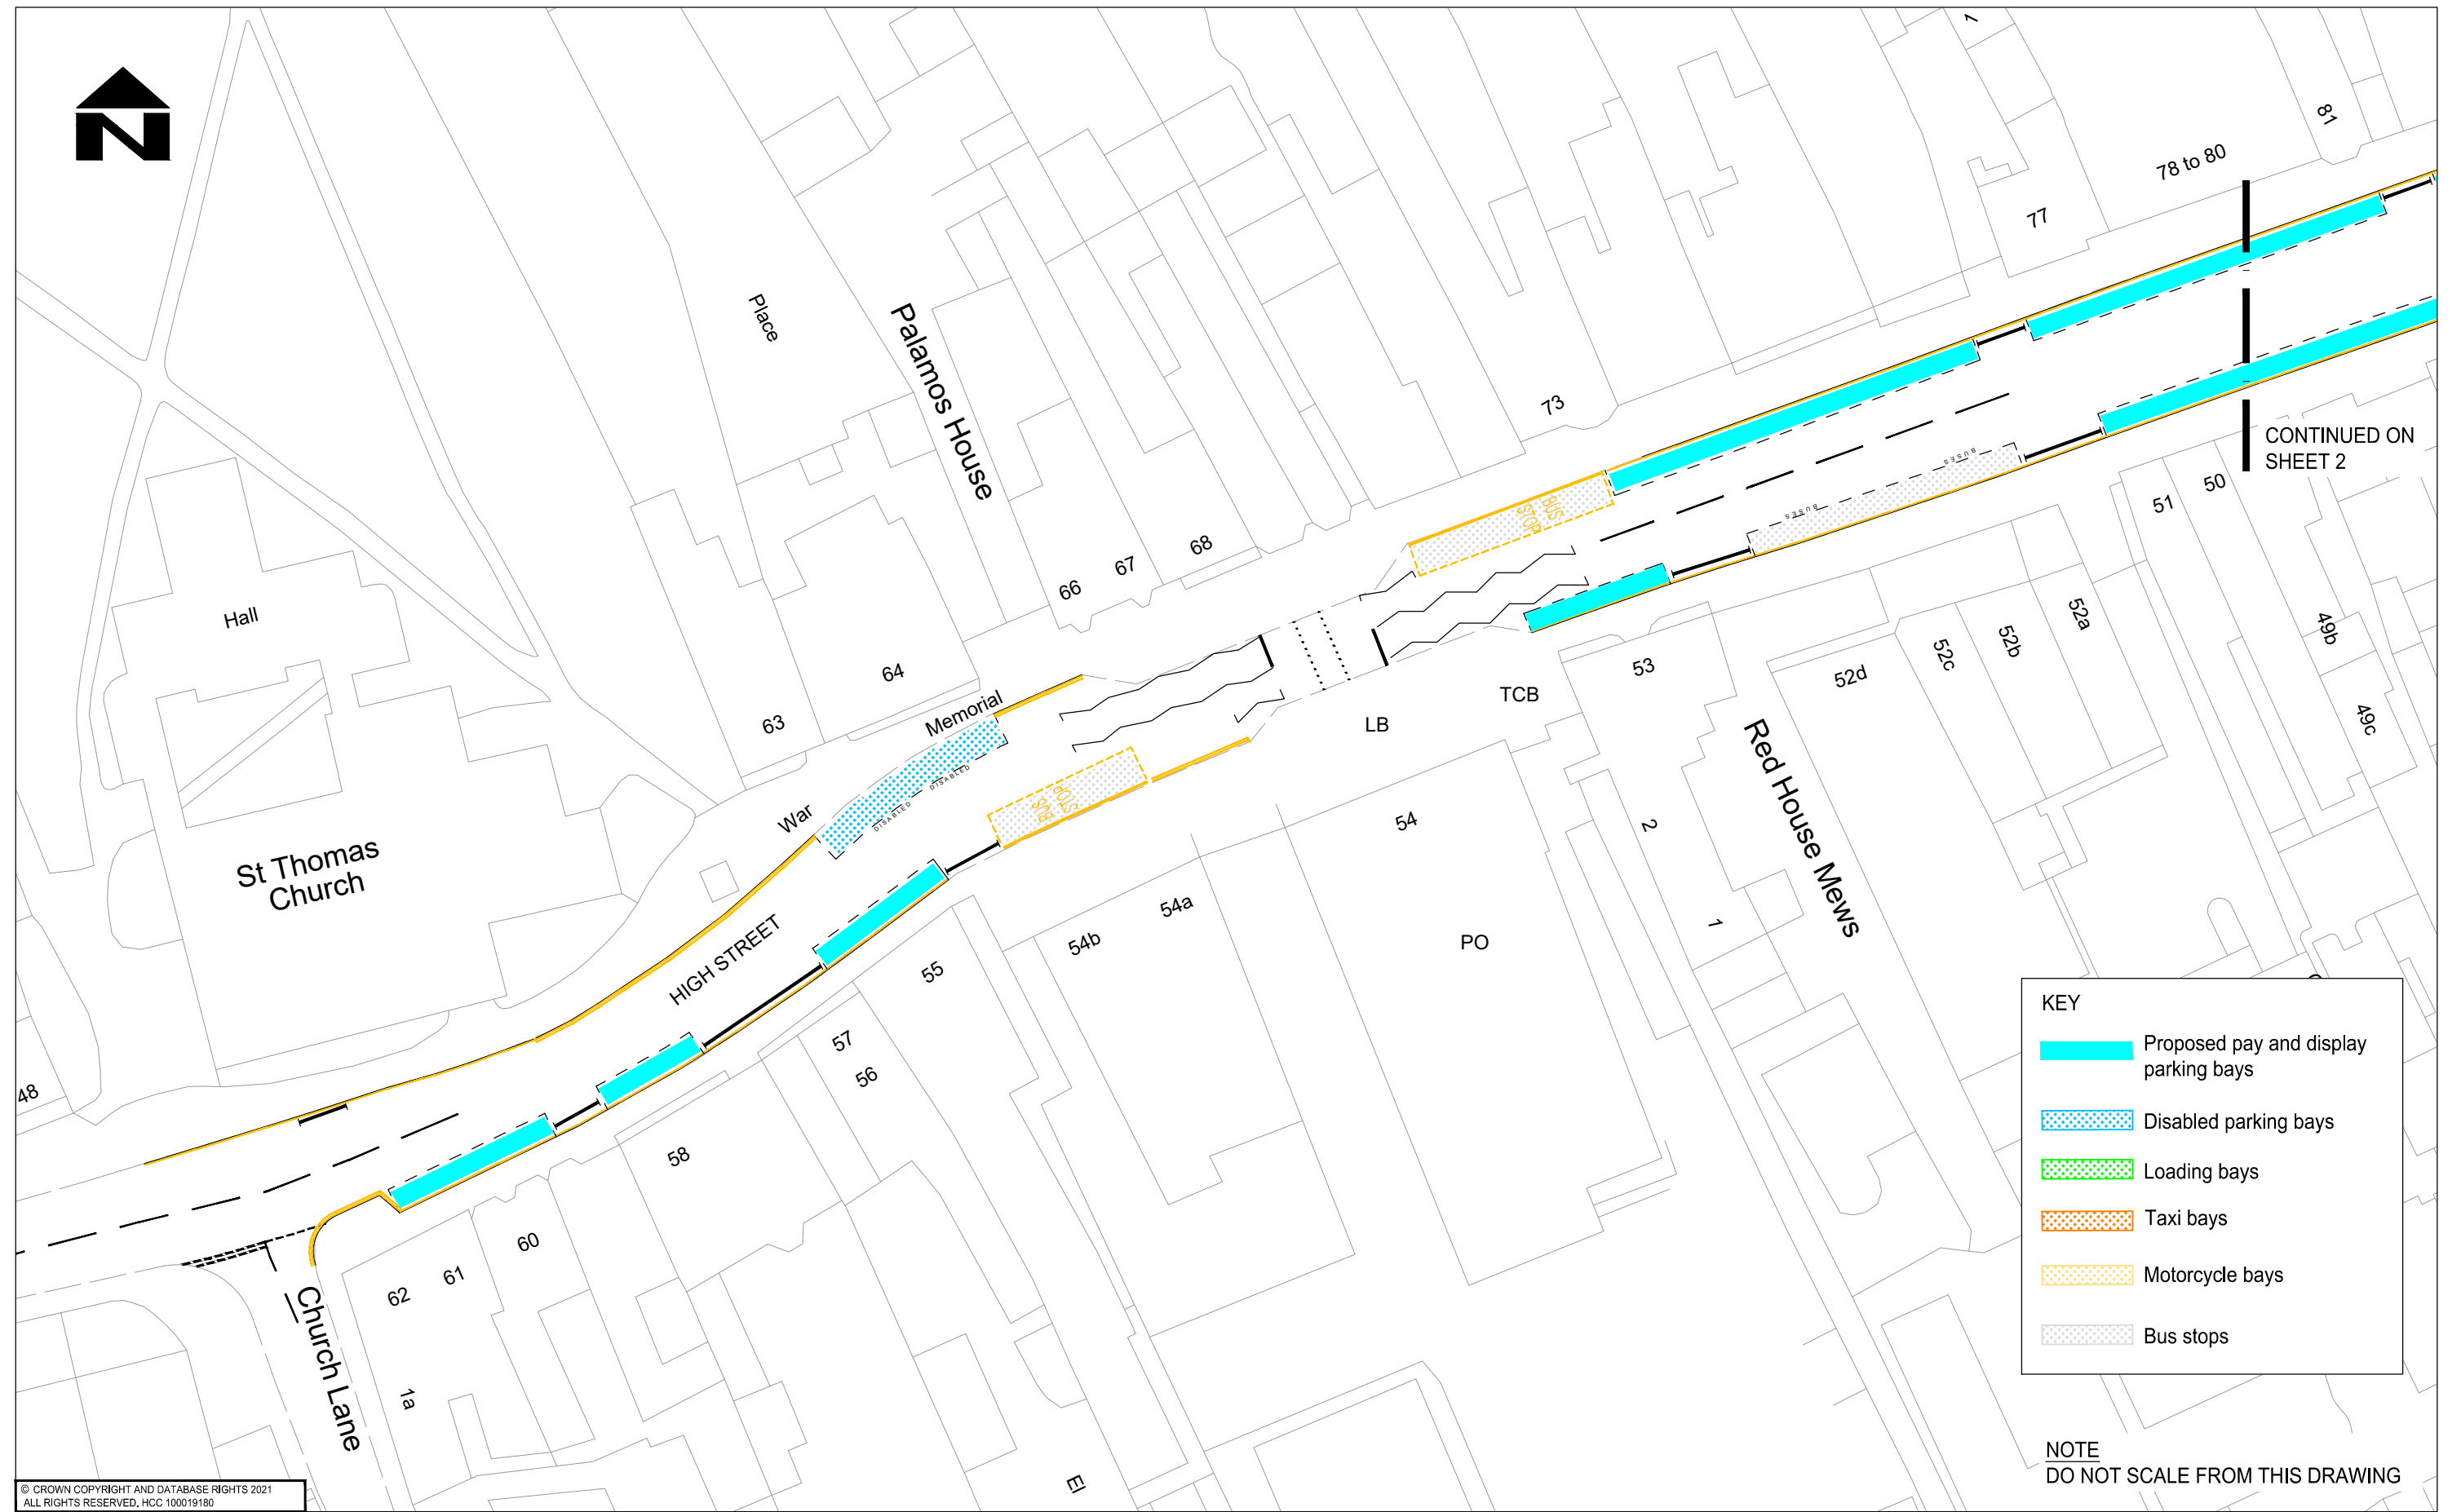 N
1
81
78 to 80
77
Place
Palamos House
73
CONTINUED ON
SHEET 2
BUS
STOP
BUSES
BUSES
51
50
68
67
66
Hall
64
63
Memorial
War
DISABLED
DISABLED
BUS
STOP
53
TCB
LB
52d
52c
52b
52a
49b
49c
Red House Mews
2
1
54
PO
54a
54b
55
St Thomas
Church
HIGH STREET
57
56
58
48
60
61
62
1a
Church Lane
El
KEY
Proposed pay and display
parking bays
Disabled parking bays
Loading bays
Taxi bays
Motorcycle bays
Bus stops
NOTE
DO NOT SCALE FROM THIS DRAWING
© CROWN COPYRIGHT AND DATABASE RIGHTS 2021
ALL RIGHTS RESERVED. HCC 100019180